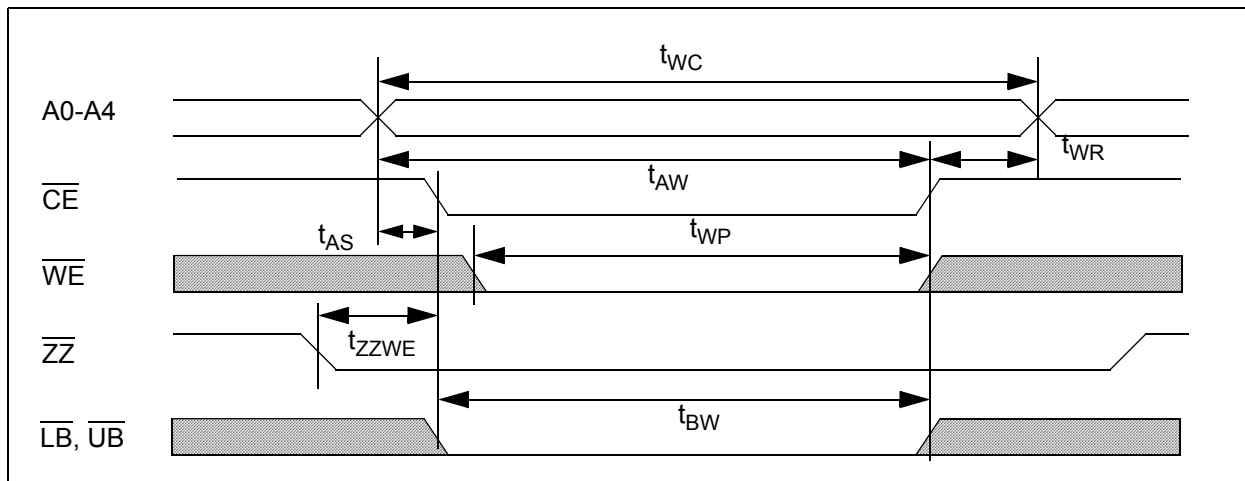 tWC
A0-A4
tWR
tAW
CE
tAS
tWP
WE
tZZWE
ZZ
tBW
LB, UB